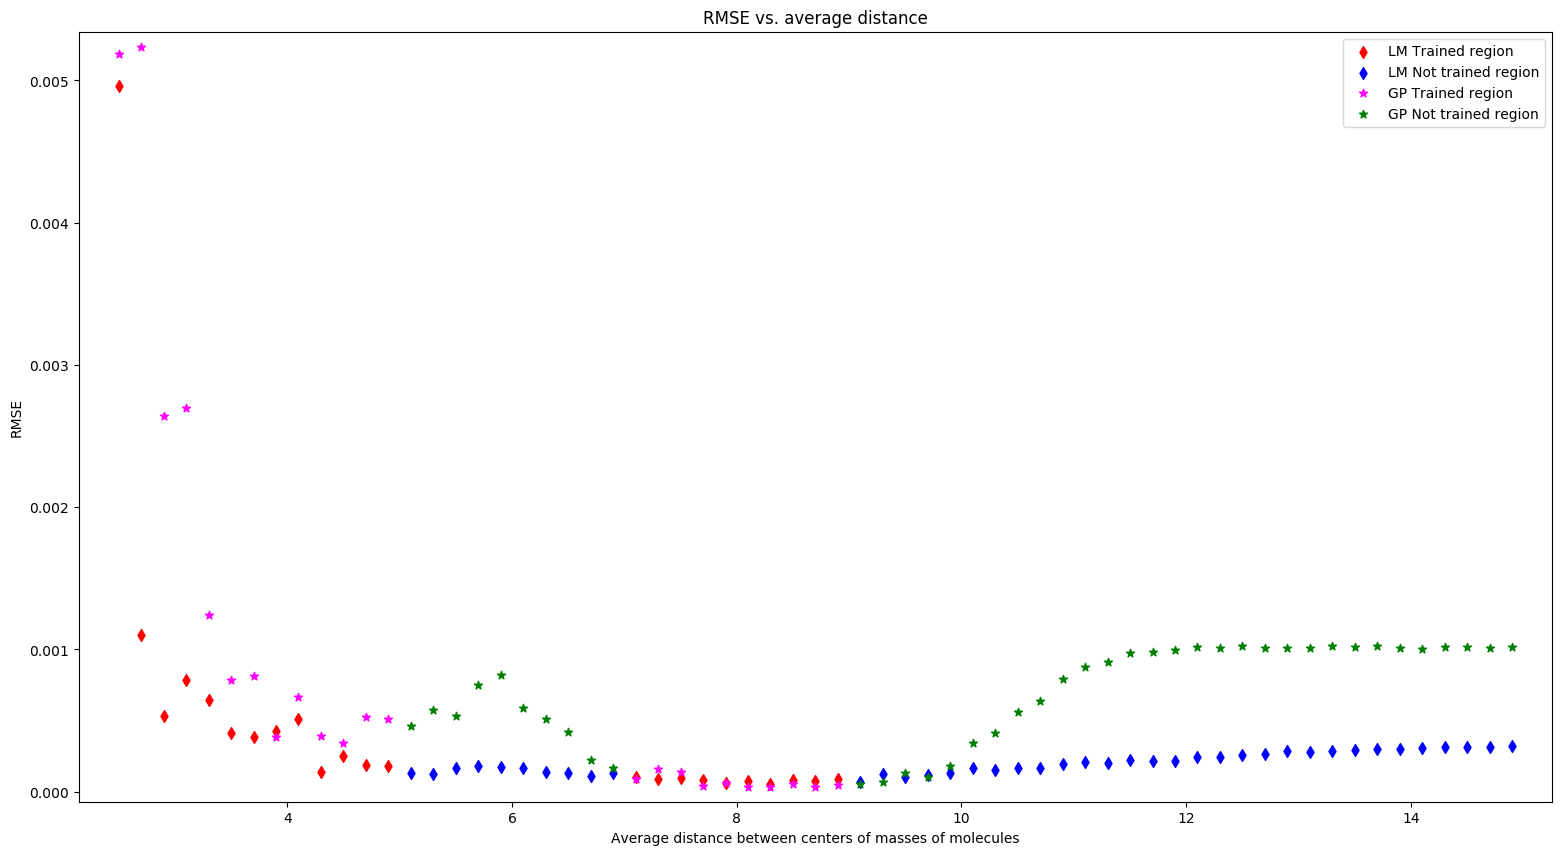 RMSE vs. average distance
LM Trained region
LM Not trained region
GP Trained region
GP Not trained region
0.005
0.004
0.003
0.002
0.001
0.000
RMSE
4 6 8 10 12 14
Average distance between centers of masses of molecules